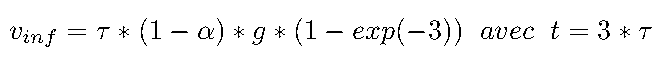 v_{inf} = τ * (1 − α) * g * (1 − exp(−3)) avec t = 3 * τ